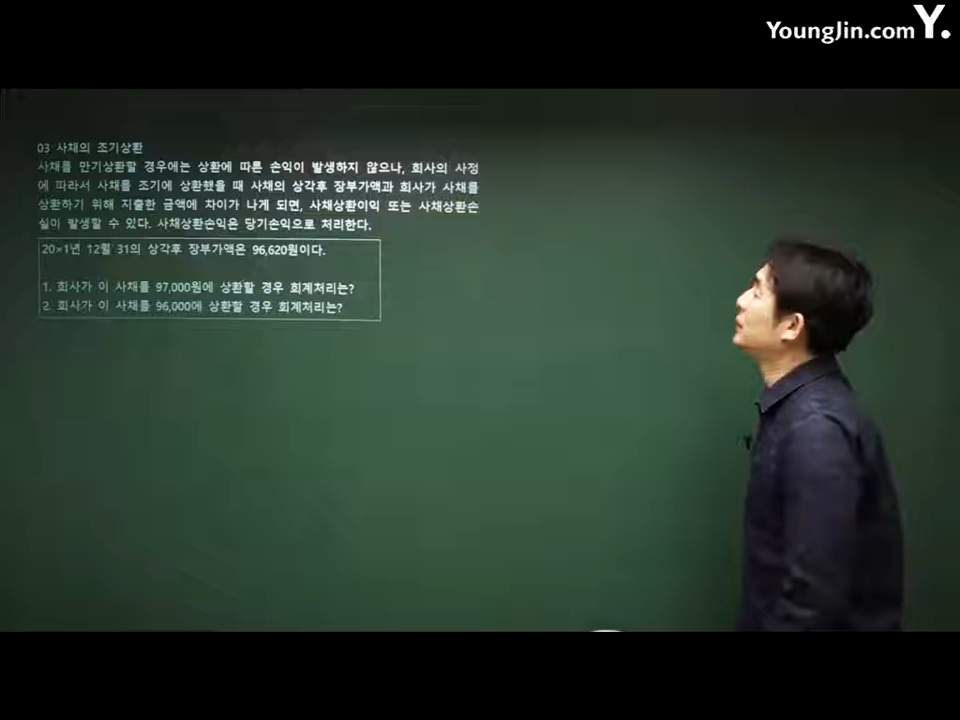 YoungJin.com Y.
03 사채의 조기상환
사채를 만기상환할 경우에는 상환에 따른 손익이 발생하지 않으나, 회사의 사정
에 따라서 사채를 조기에 상환했을 때 사채의 상각후 장부가액과 회사가 사채를
상환하기 위해 지출한 금액에 차이가 나게 되면, 사채상환이익 또는 사채상환손
실이 발생할 수 있다. 사채상환손익은 당기손익으로 처리한다.
20×1년 12월 31의 상각후 장부가액은 96,620원이다.
1. 회사가 이 사채를 97,000원에 상환할 경우 회계처리는?
2. 회사가 이 사채를 96,000에 상환할 경우 회계처리는?